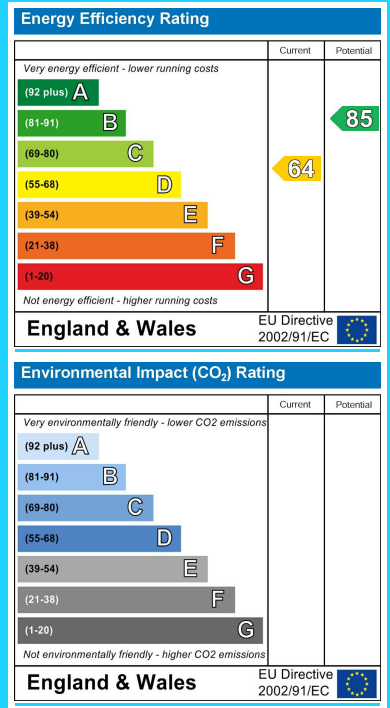 Energy Efficiency Rating
Current Potential
Very energy efficient - lower running costs
(92 plus) A
(81-91) B
(69-80) C
(55-68) D
(39-54) E
(21-38) F
(1-20) G
64
85
Not energy efficient - higher running costs
England & Wales
EU Directive
2002/91/EC
Environmental Impact (CO₂) Rating
Current Potential
Very environmentally friendly - lower CO2 emissions
(92 plus) A
(81-91) B
(69-80) C
(55-68) D
(39-54) E
(21-38) F
(1-20) G
Not environmentally friendly - higher CO2 emissions
England & Wales
EU Directive
2002/91/EC